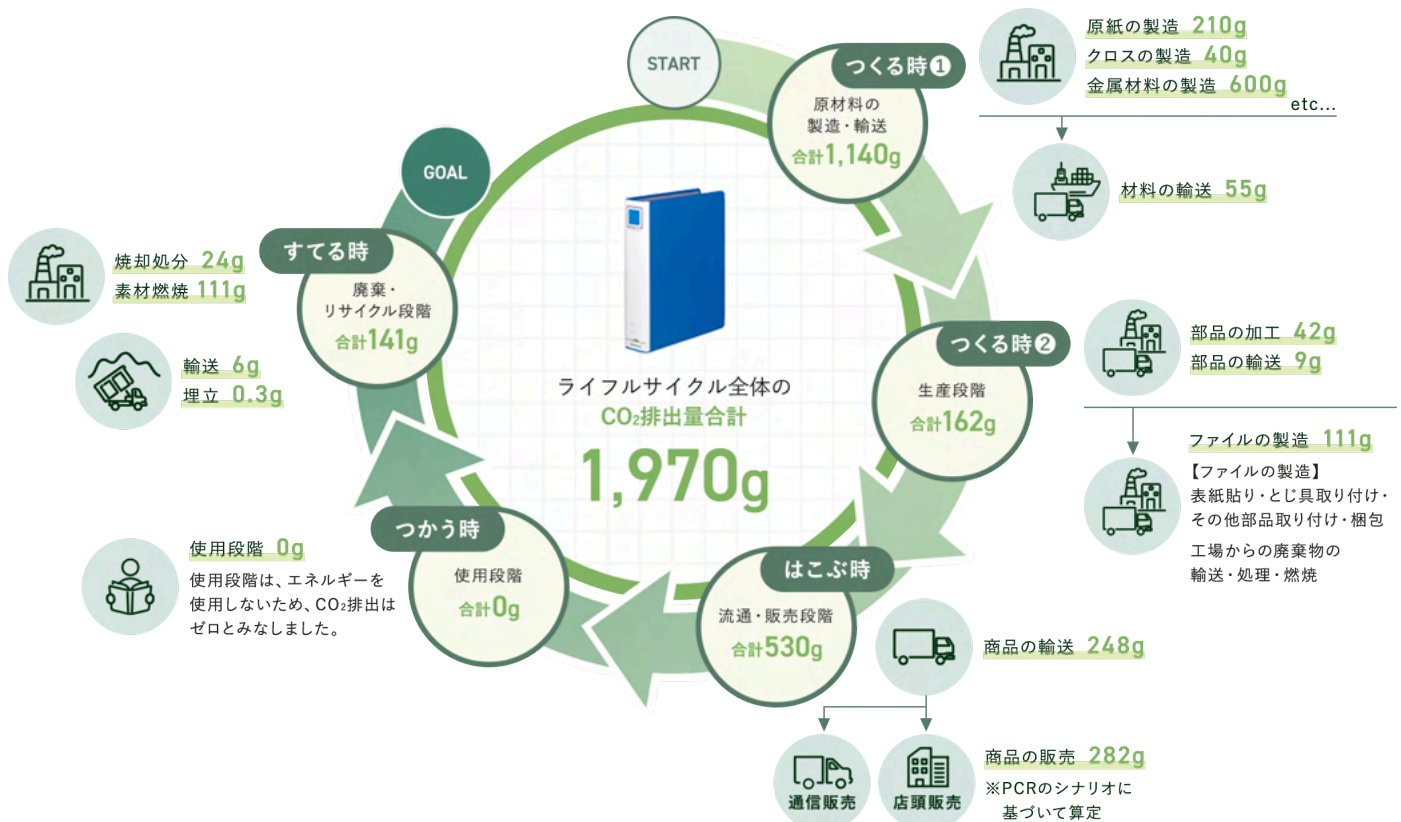 START
つくる時❶
原材料の
製造・輸送
合計1,140g
原紙の製造 210g
クロスの製造 40g
金属材料の製造 600g
etc...
材料の輸送 55g
つくる時❷
生産段階
合計162g
部品の加工 42g
部品の輸送 9g
ファイルの製造 111g
【ファイルの製造】
表紙貼り・とじ具取り付け・
その他部品取り付け・梱包
工場からの廃棄物の
輸送・処理・燃焼
はこぶ時
流通・販売段階
合計530g
商品の輸送 248g
通信販売
店頭販売
商品の販売 282g
※PCRのシナリオに
基づいて算定
つかう時
使用段階
合計0g
使用段階 0g
使用段階は、エネルギーを
使用しないため、CO₂排出は
ゼロとみなしました。
すてる時
廃棄・
リサイクル段階
合計141g
焼却処分 24g
素材燃焼 111g
輸送 6g
埋立 0.3g
GOAL
ライフルサイクル全体の
CO₂排出量合計
1,970g